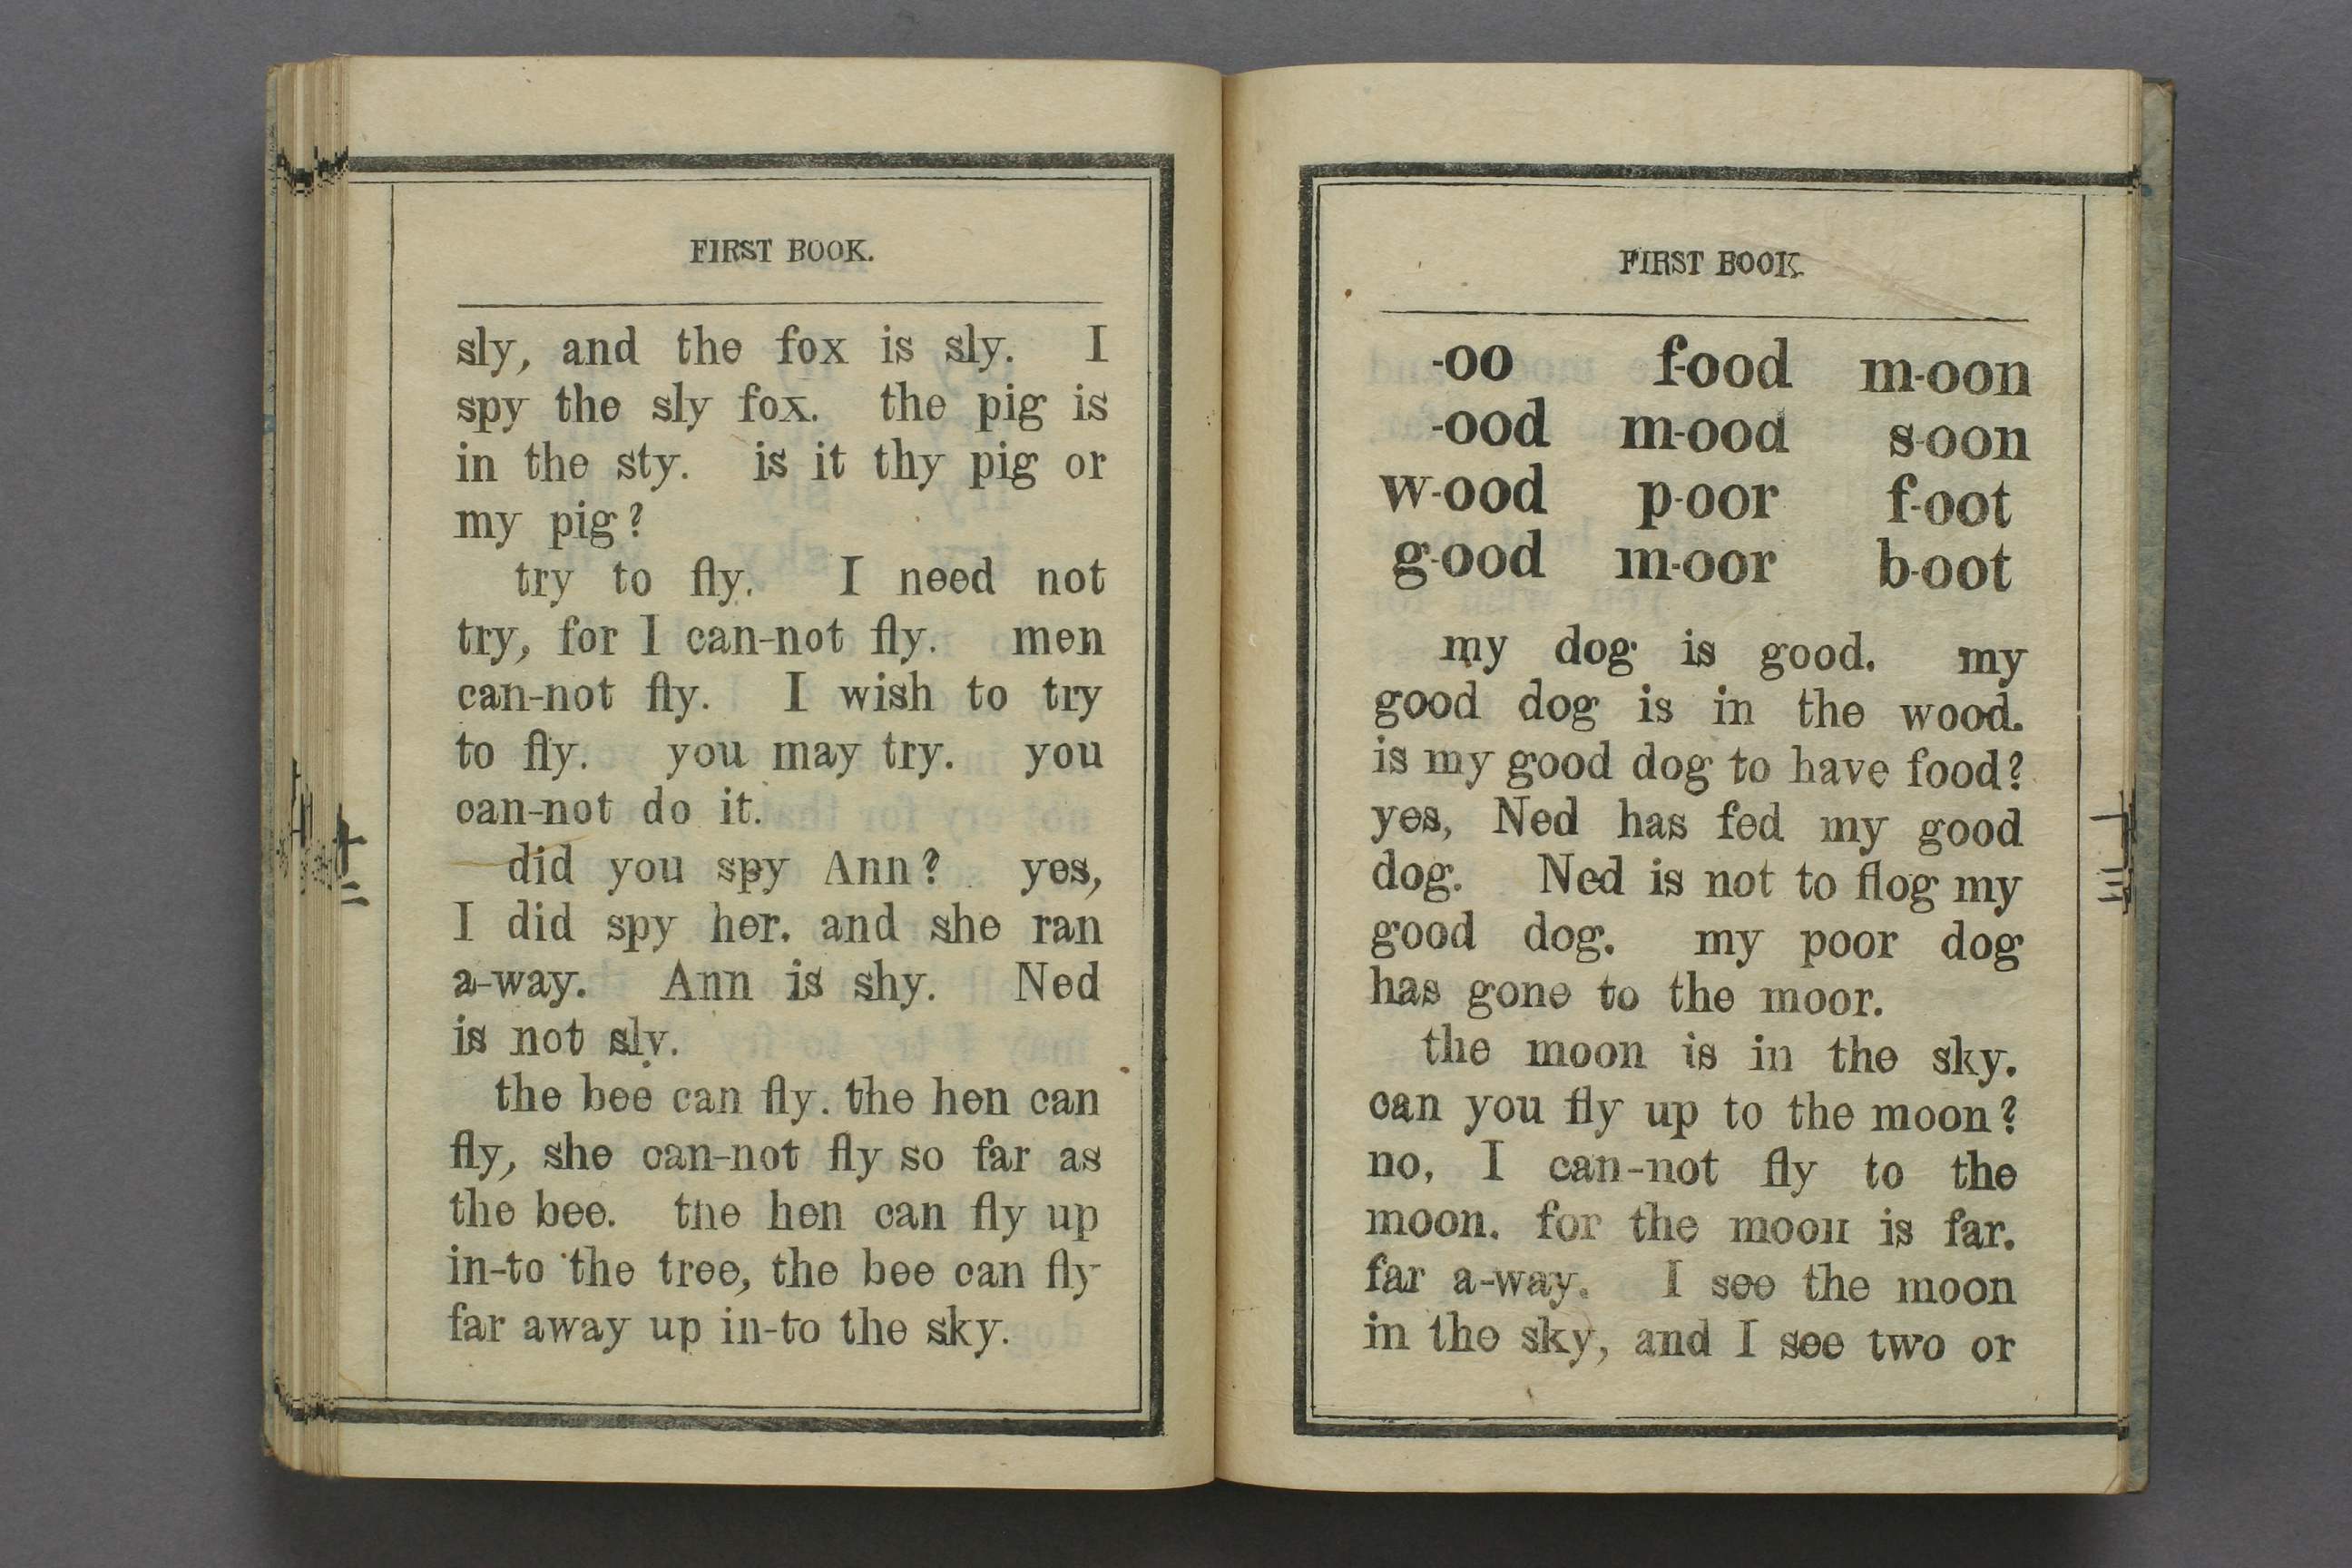 FIRST BOOK.
sly, and the fox is sly. I
spy the sly fox. the pig is
in the sty. is it thy pig or
my pig?
try to fly. I need not
try, for I can-not fly. men
can-not fly. I wish to try
to fly. you may try. you
can-not do it.
did you spy Ann? yes,
I did spy her. and she ran
a-way. Ann is shy. Ned
is not sly.
the bee can fly. the hen can
fly, she can-not fly so far as
the bee. the hen can fly up
in-to the tree, the bee can fly
far away up in-to the sky.
FIRST BOOK
-oo f-ood m-oon
-ood m-ood s-oon
w-ood p-oor f-oot
g-ood m-oor b-oot
my dog is good. my
good dog is in the wood.
is my good dog to have food?
yes, Ned has fed my good
dog. Ned is not to flog my
good dog. my poor dog
has gone to the moor.
the moon is in the sky.
can you fly up to the moon?
no, I can-not fly to the
moon. for the moon is far.
far a-way. I see the moon
in the sky, and I see two or